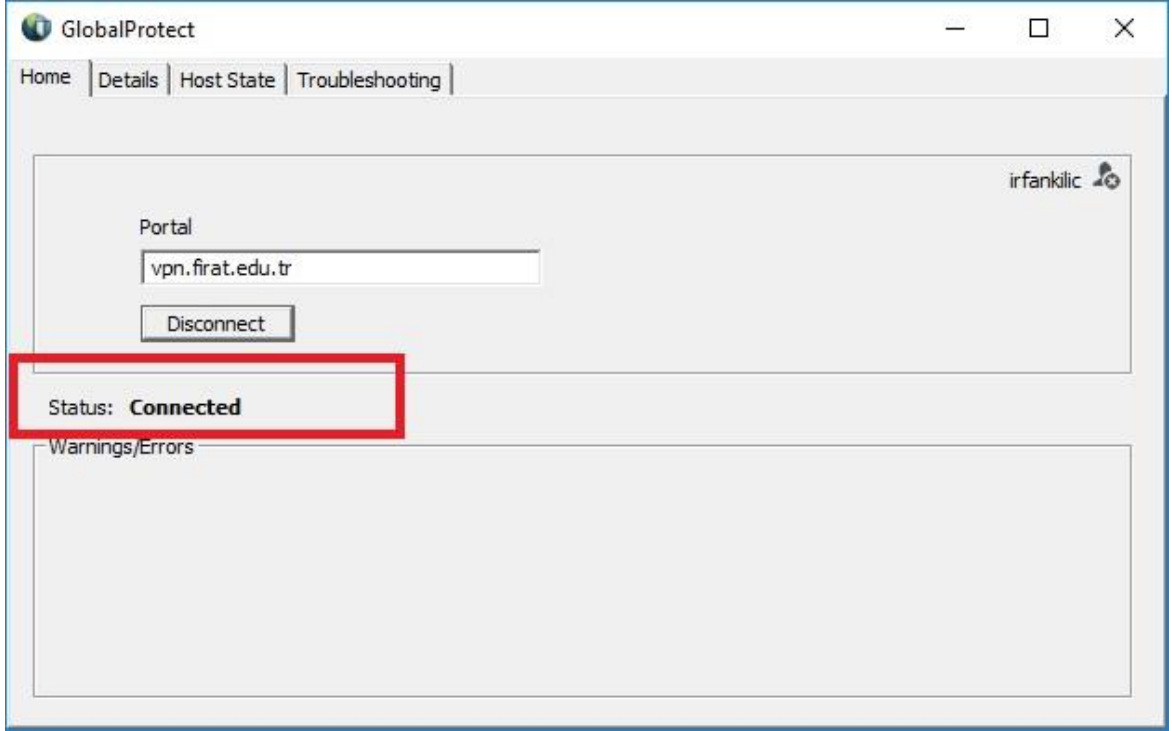 GlobalProtect
Home Details Host State Troubleshooting
irfankilic
Portal
vpn.firat.edu.tr
Disconnect
Status: Connected
Warnings/Errors